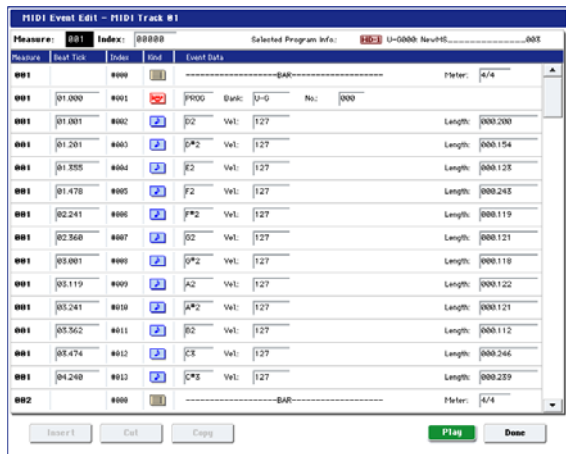 MIDI Event Edit - MIDI Track 01
Measure: 001 Index: 00000 Selected Program Info.: HD-1 U-G000: NewMS_ 00%
Measure Beat Tick Index Kind Event Data
001 #000 BAR Meter: 4/4
001 01.000 #001 PROG Bank: U-G No.: 000
001 01.001 #002 D2 Vel: 127 Length: 000.200
001 01.201 #003 D#2 Vel: 127 Length: 000.154
001 01.355 #004 E2 Vel: 127 Length: 000.123
001 01.478 #005 F2 Vel: 127 Length: 000.243
001 02.241 #006 F#2 Vel: 127 Length: 000.119
001 02.360 #007 G2 Vel: 127 Length: 000.121
001 03.001 #008 G#2 Vel: 127 Length: 000.118
001 03.119 #009 A2 Vel: 127 Length: 000.122
001 03.241 #010 A#2 Vel: 127 Length: 000.121
001 03.362 #011 B2 Vel: 127 Length: 000.112
001 03.474 #012 C3 Vel: 127 Length: 000.246
001 04.240 #013 C#3 Vel: 127 Length: 000.239
002 #000 BAR Meter: 4/4
Insert Cut Copy Play Done